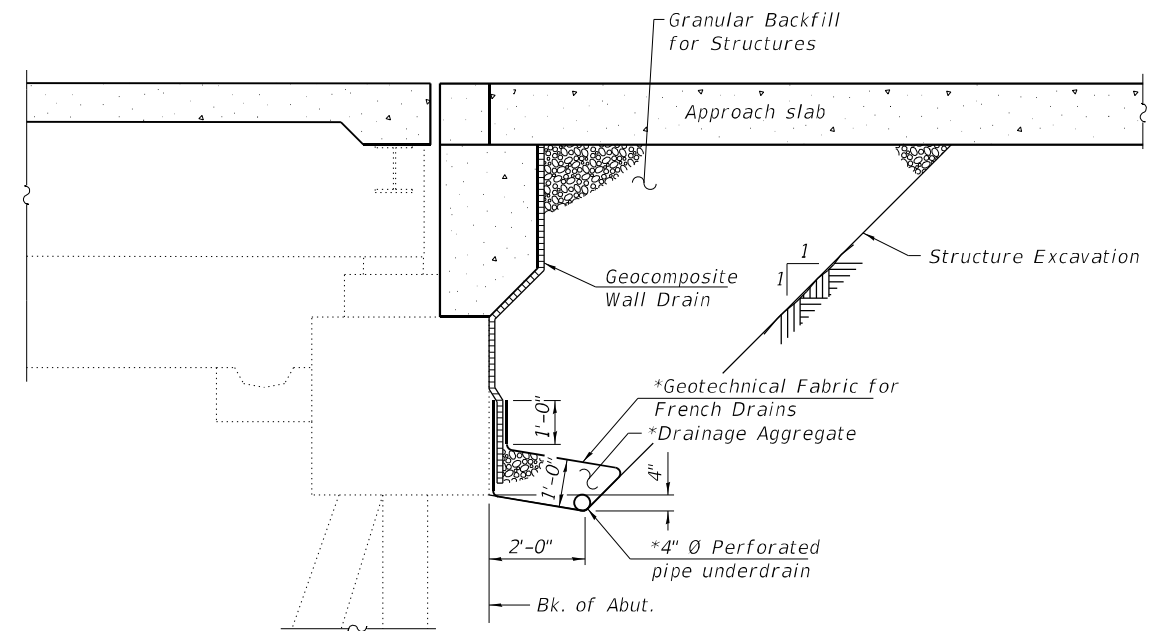 Granular Backfill
for Structures
Approach slab
1
1
Structure Excavation
Geocomposite
Wall Drain
*Geotechnical Fabric for
French Drains
1'-0"
*Drainage Aggregate
1'-0"
4"
2'-0"
*4" Ø Perforated
pipe underdrain
Bk. of Abut.